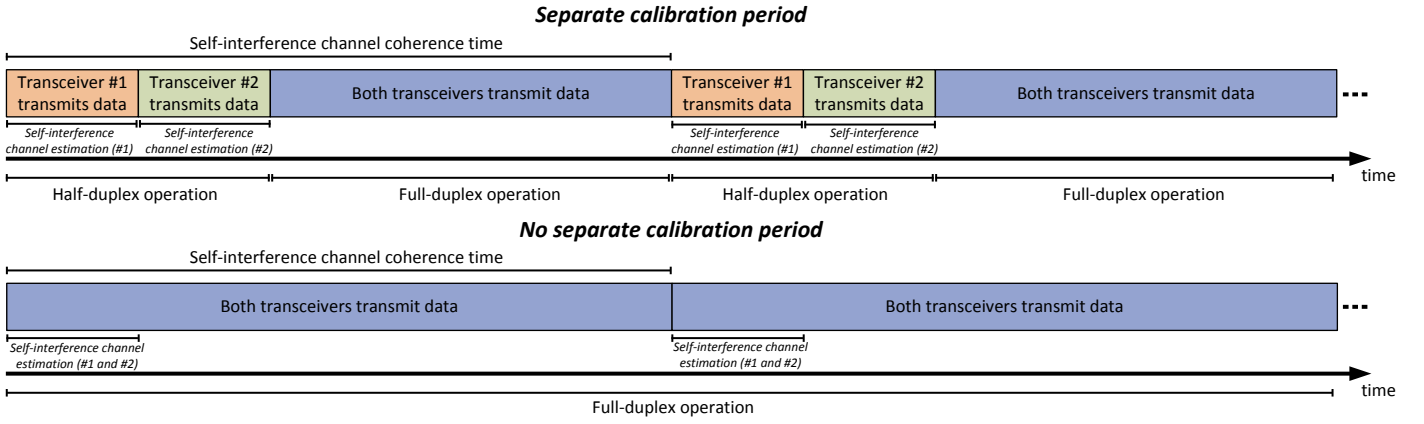 Separate calibration period
Self-interference channel coherence time
Transceiver #1
transmits data
Transceiver #2
transmits data
Both transceivers transmit data
Transceiver #1
transmits data
Transceiver #2
transmits data
Both transceivers transmit data
Self-interference
channel estimation (#1)
Self-interference
channel estimation (#2)
Self-interference
channel estimation (#1)
Self-interference
channel estimation (#2)
time
Half-duplex operation
Full-duplex operation
Half-duplex operation
Full-duplex operation
No separate calibration period
Self-interference channel coherence time
Both transceivers transmit data
Both transceivers transmit data
Self-interference channel
estimation (#1 and #2)
Self-interference channel
estimation (#1 and #2)
time
Full-duplex operation